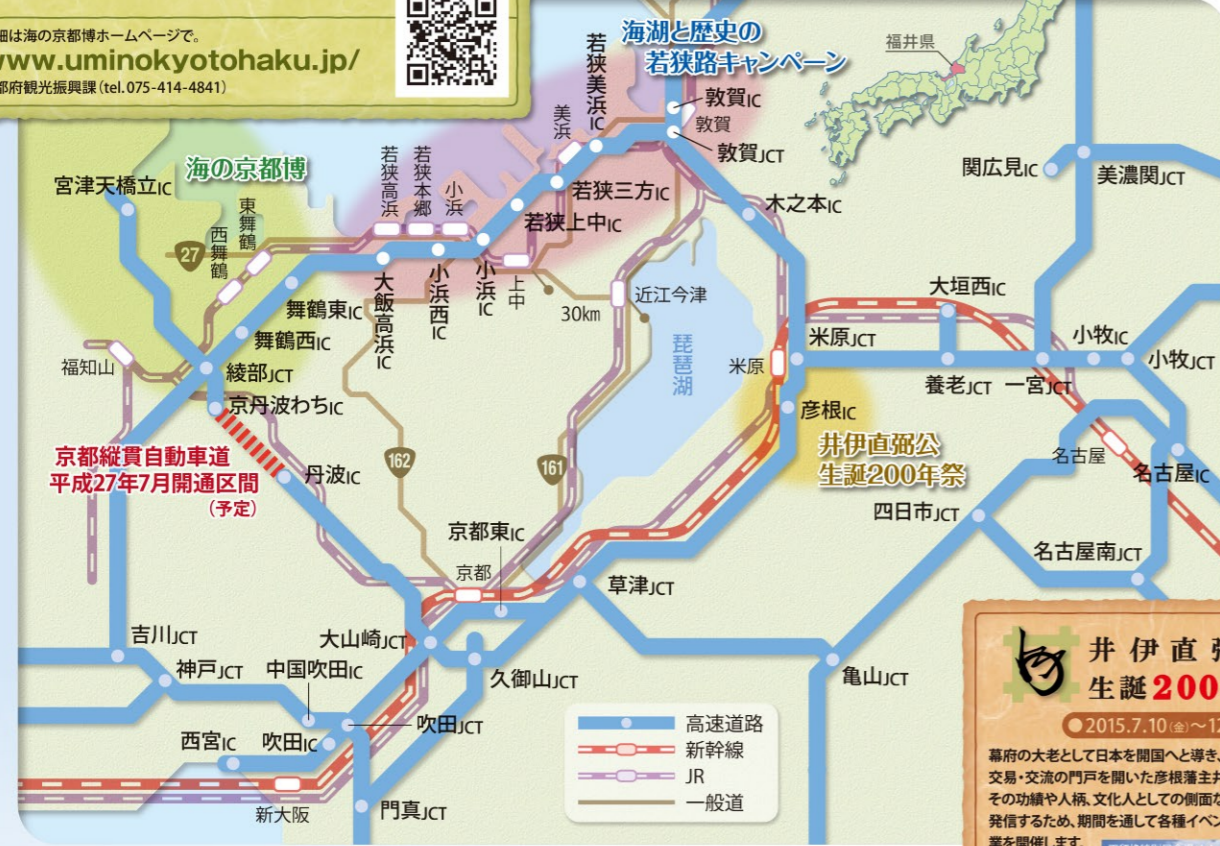 細は海の京都博ホームページで。
www.uminokyotohaku.jp/
都府観光振興課(tel.075-414-4841)
海湖と歴史の
若狭路キャンペーン
福井県
若狭美浜IC
敦賀IC
敦賀
敦賀JCT
美浜
関広見IC
美濃関JCT
海の京都博
宮津天橋立IC
若狭高浜
若狭本郷
小浜
若狭三方IC
若狭上中IC
木之本IC
東舞鶴
西舞鶴
27
舞鶴東IC
大飯高浜IC
小浜西IC
小浜IC
上中
30km
近江今津
大垣西IC
舞鶴西IC
琵琶湖
米原JCT
小牧IC
小牧JCT
福知山
綾部JCT
米原
養老JCT
一宮JCT
京丹波わちIC
彦根IC
京都縦貫自動車道
平成27年7月開通区間
(予定)
丹波IC
162
161
井伊直弼公
生誕200年祭
名古屋
名古屋IC
四日市JCT
京都東IC
名古屋南JCT
京都
草津JCT
吉川JCT
大山崎JCT
神戸JCT
中国吹田IC
久御山JCT
亀山JCT
西宮IC
吹田IC
吹田JCT
新大阪
門真JCT
高速道路
新幹線
JR
一般道
井伊直
生誕200
●2015.7.10(金)～12
幕府の大老として日本を開国へと導き、
交易・交流の門戸を開いた彦根藩主井
その功績や人柄、文化人としての側面な
発信するため、期間を通して各種イベン
業を開催します。